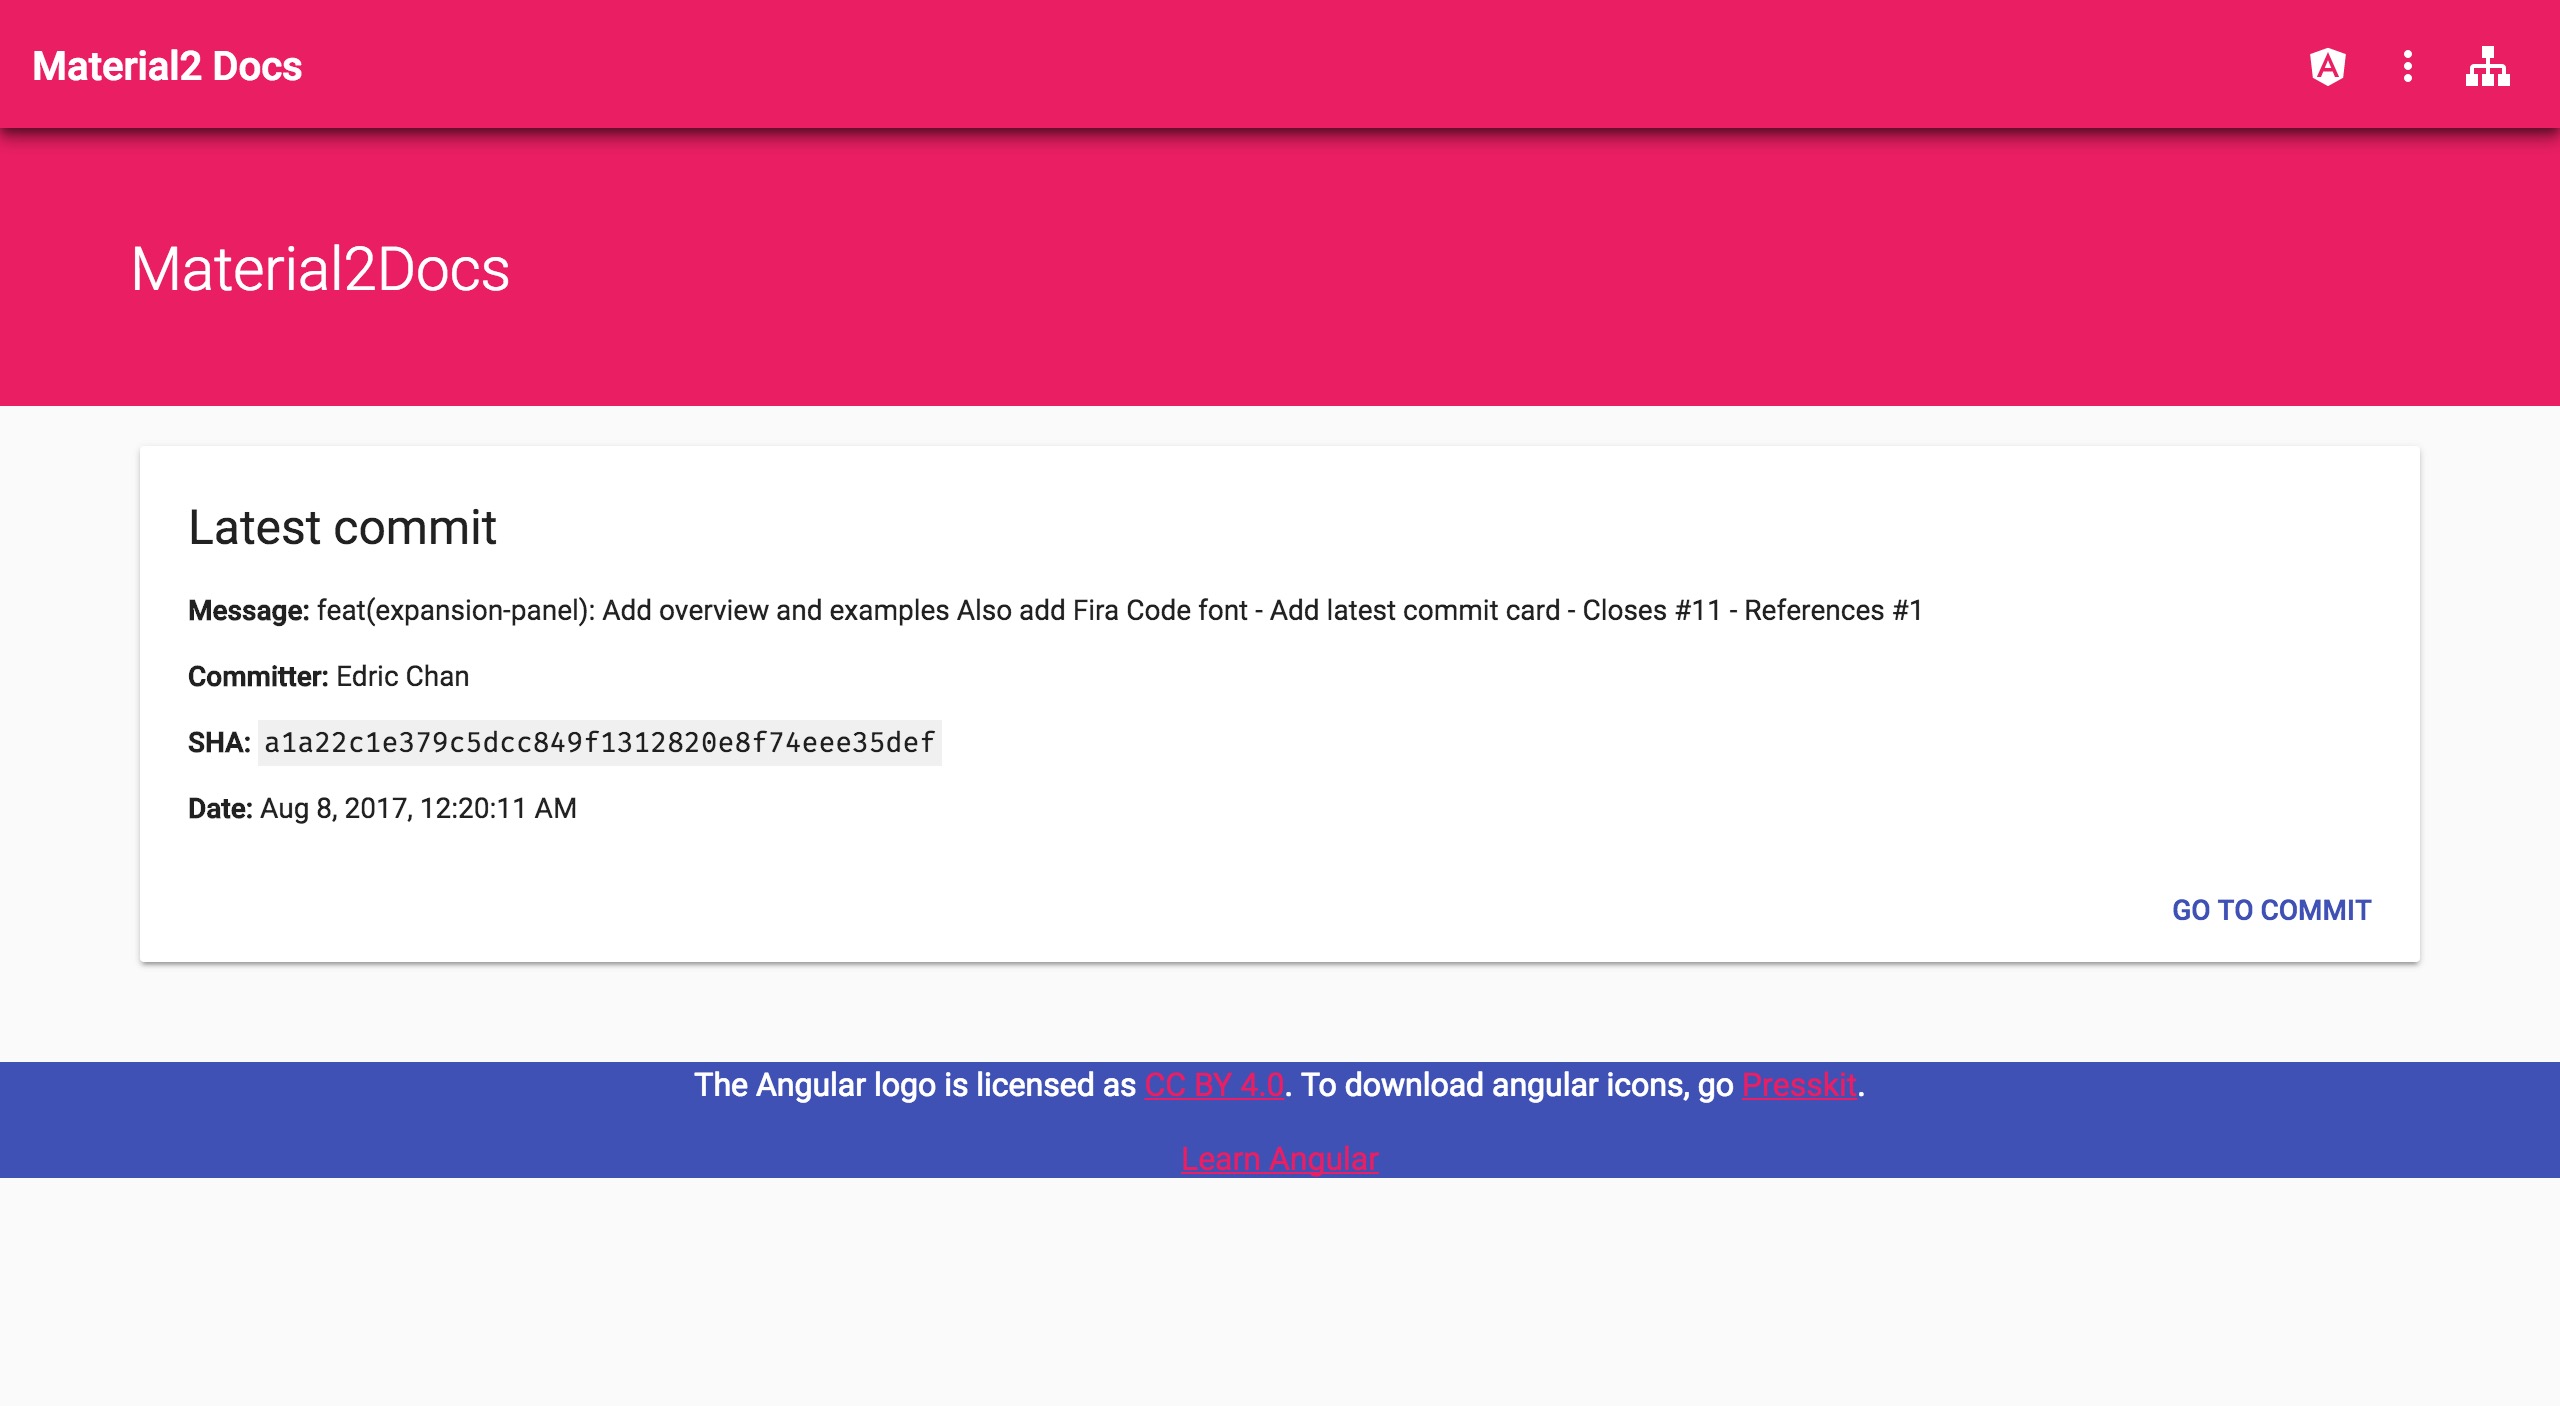 Material2 Docs
Material2Docs
Latest commit
Message: feat(expansion-panel): Add overview and examples Also add Fira Code font - Add latest commit card - Closes #11 - References #1
Committer: Edric Chan
SHA: a1a22c1e379c5dcc849f1312820e8f74eee35def
Date: Aug 8, 2017, 12:20:11 AM
GO TO COMMIT
The Angular logo is licensed as CC BY 4.0. To download angular icons, go Presskit.
Learn Angular